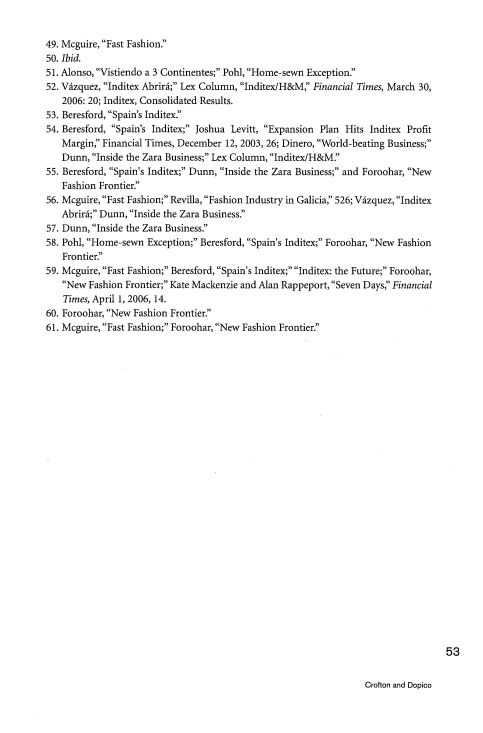 49. Mcguire, “Fast Fashion.”
50. Ibid.
51. Alonso, “Vistiendo a 3 Continentes;” Pohl, “Home-sewn Exception.”
52. Vázquez, “Inditex Abrirá;” Lex Column, “Inditex/H&M,” Financial Times, March 30,
2006: 20; Inditex, Consolidated Results.
53. Beresford, “Spain's Inditex.”
54. Beresford, “Spain's Inditex;” Joshua Levitt, “Expansion Plan Hits Inditex Profit
Margin,” Financial Times, December 12, 2003, 26; Dinero, “World-beating Business;”
Dunn, “Inside the Zara Business;” Lex Column, “Inditex/H&M.”
55. Beresford, “Spain's Inditex;” Dunn, “Inside the Zara Business;” and Foroohar, “New
Fashion Frontier.”
56. Mcguire, “Fast Fashion;” Revilla, “Fashion Industry in Galicia,” 526; Vázquez, “Inditex
Abrirá;” Dunn, “Inside the Zara Business.”
57. Dunn, “Inside the Zara Business.”
58. Pohl, “Home-sewn Exception;” Beresford, “Spain's Inditex;” Foroohar, “New Fashion
Frontier.”
59. Mcguire, “Fast Fashion;” Beresford, “Spain's Inditex;” “Inditex: the Future;” Foroohar,
“New Fashion Frontier;” Kate Mackenzie and Alan Rappeport, “Seven Days,” Financial
Times, April 1, 2006, 14.
60. Foroohar, “New Fashion Frontier.”
61. Mcguire, “Fast Fashion;” Foroohar, “New Fashion Frontier.”
53
Crofton and Dopico